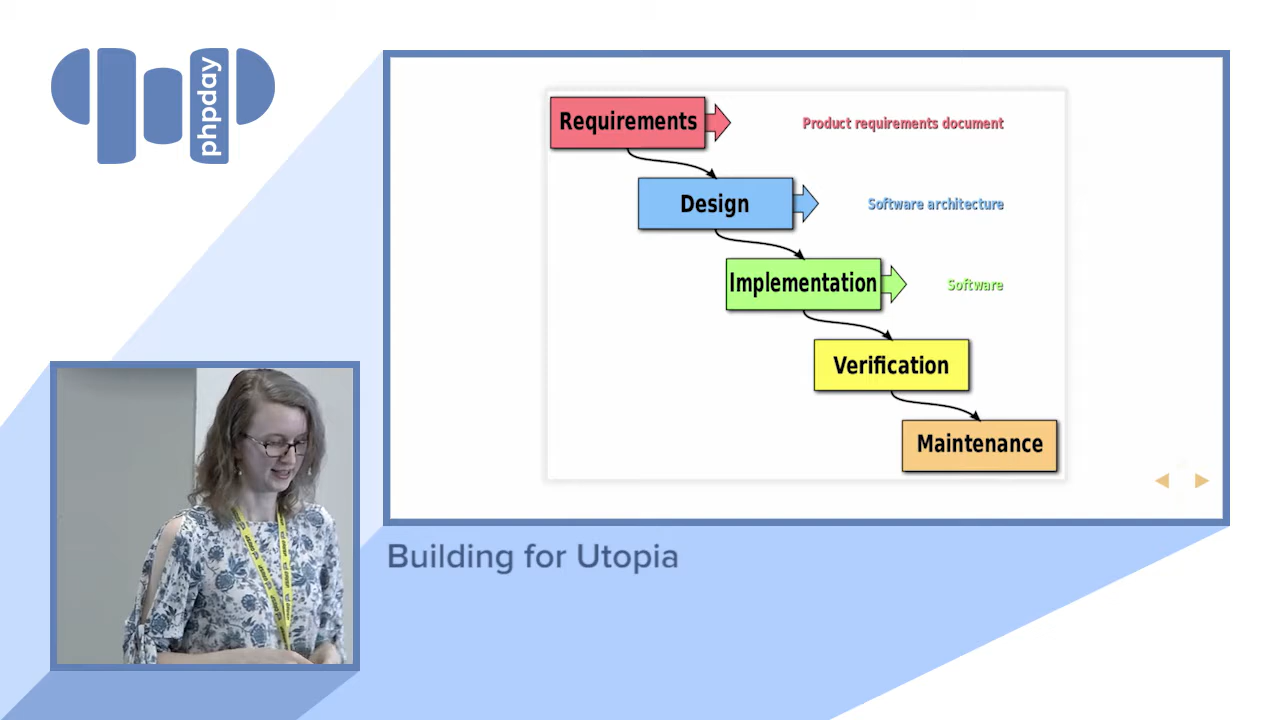 phpday
Requirements
Product requirements document
Design
Software architecture
Implementation
Software
Verification
Maintenance
Building for Utopia